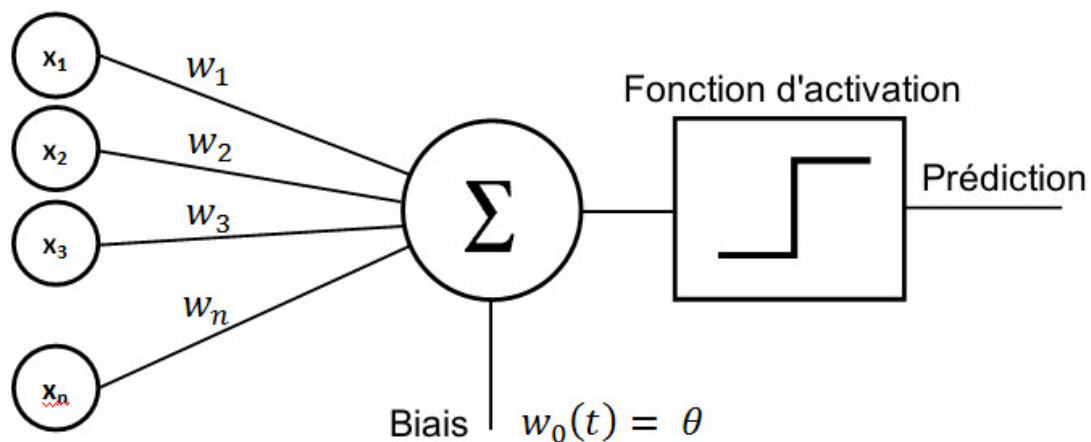 x₁
w₁
x₂
w₂
x₃
w₃
xₙ
wₙ
Σ
Fonction d'activation
Prédiction
Biais w₀(t) = θ